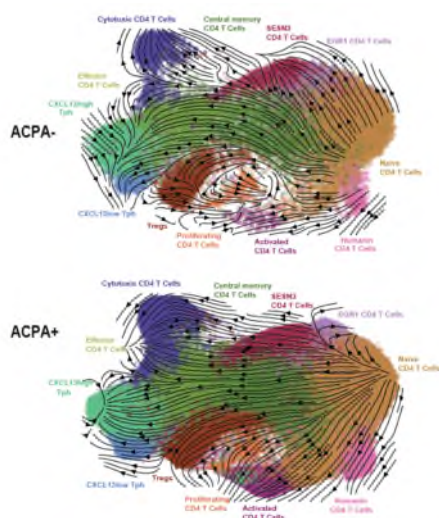 Cytotoxic CD4 T Cells
Central memory
CD4 T Cells
SESN3
CD4 T Cells
EGR1 CD4 T Cells
Effector
CD4 T Cells
CXCL13high
Tph
ACPA-
Naive
CD4 T Cells
CXCL13low Tph
Tregs
Proliferating
CD4 T Cells
Activated
CD4 T Cells
Humanin
CD4 T Cells
Cytotoxic CD4 T Cells
Central memory
CD4 T Cells
SESN3
CD4 T Cells
EGR1 CD4 T Cells
ACPA+
Effector
CD4 T Cells
Naive
CD4 T Cells
CXCL13high
Tph
CXCL13low Tph
Tregs
Proliferating
CD4 T Cells
Activated
CD4 T Cells
Humanin
CD4 T Cells